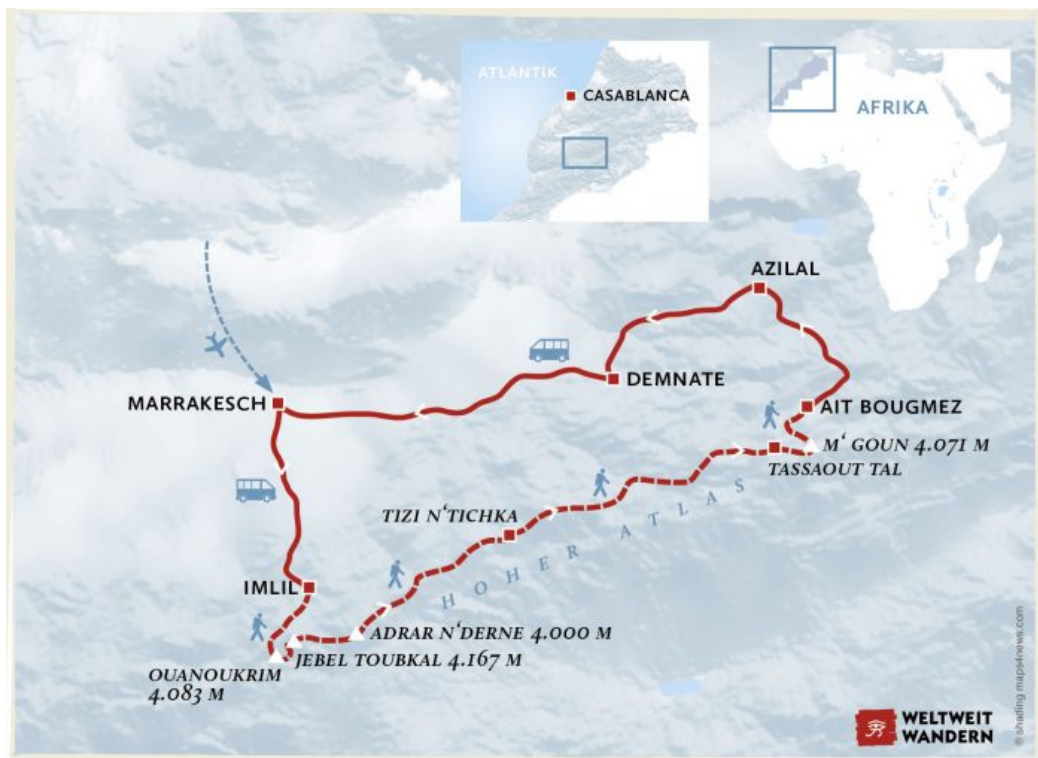 ATLANTIK
CASABLANCA
AFRIKA
AZILAL
DEMNATE
MARRAKESCH
AIT BOUGMEZ
M‘ GOUN 4.071 M
TASSAOUT TAL
TIZI N‘TICHKA
HOHER ATLAS
IMLIL
ADRAR N‘DERNE 4.000 M
JEBEL TOUBKAL 4.167 M
OUANOUKRIM
4.083 M
WELTWEIT
WANDERN
© shading maps4news.com